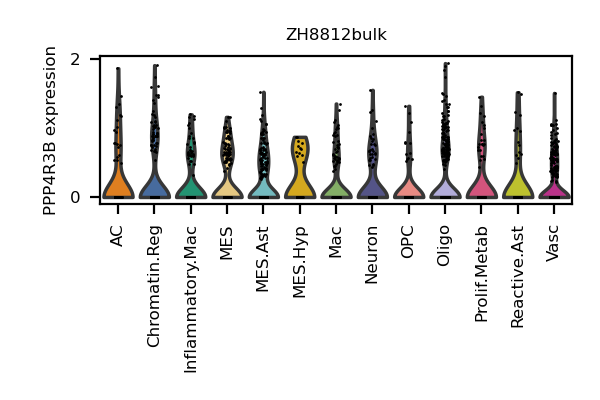 ZH8812bulk
PPP4R3B expression
2
0
AC
Chromatin.Reg
Inflammatory.Mac
MES
MES.Ast
MES.Hyp
Mac
Neuron
OPC
Oligo
Prolif.Metab
Reactive.Ast
Vasc